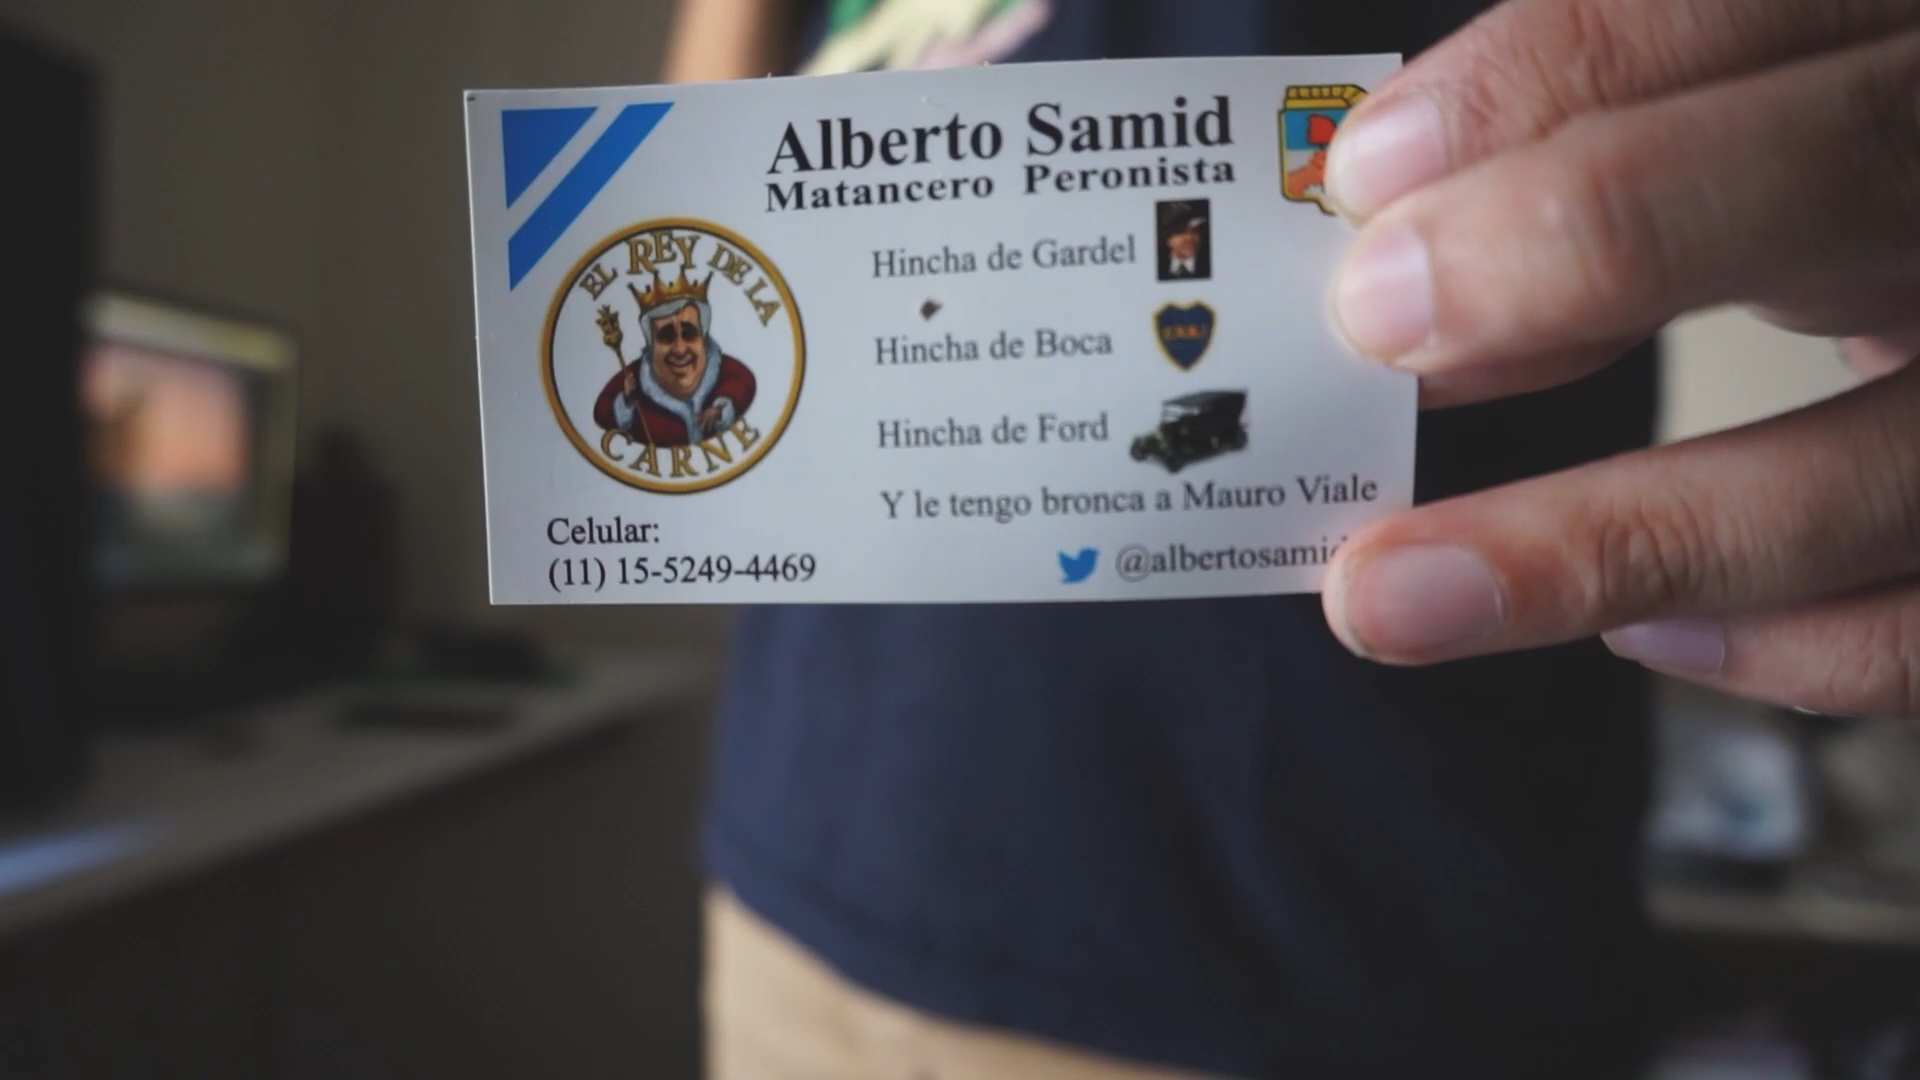 Alberto Samid
Matancero Peronista
EL REY DE LA
CARNE
Hincha de Gardel
Hincha de Boca
Hincha de Ford
Y le tengo bronca a Mauro Viale
Celular:
(11) 15-5249-4469